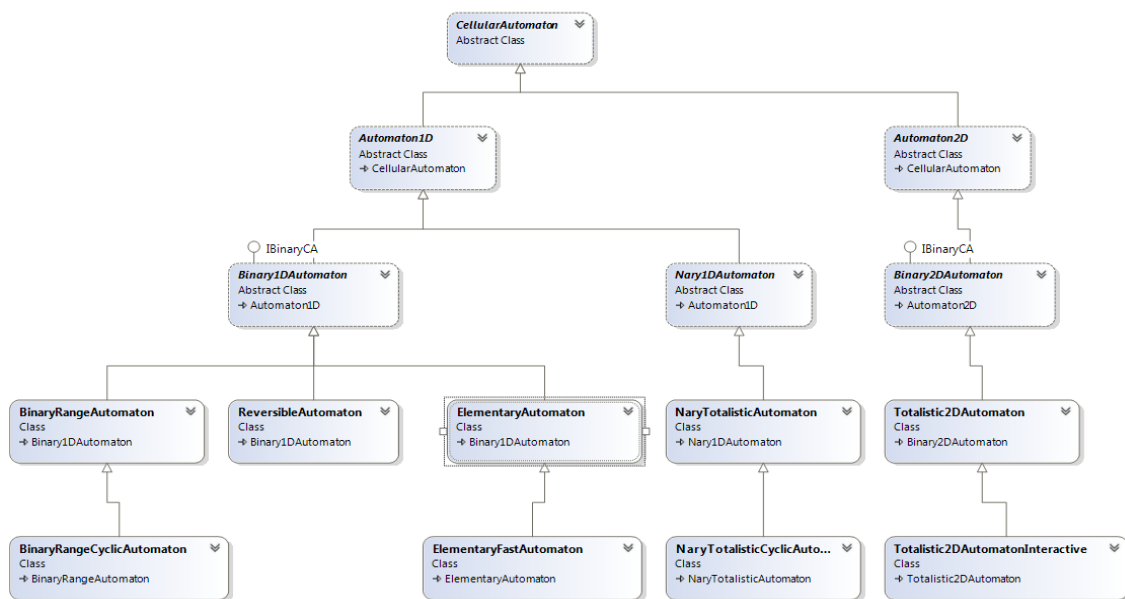 CellularAutomaton
Abstract Class
Automaton1D
Abstract Class
CellularAutomaton
Automaton2D
Abstract Class
CellularAutomaton
IBinaryCA
Binary1DAutomaton
Abstract Class
Automaton1D
Nary1DAutomaton
Abstract Class
Automaton1D
IBinaryCA
Binary2DAutomaton
Abstract Class
Automaton2D
BinaryRangeAutomaton
Class
Binary1DAutomaton
ReversibleAutomaton
Class
Binary1DAutomaton
ElementaryAutomaton
Class
Binary1DAutomaton
NaryTotalisticAutomaton
Class
Nary1DAutomaton
Totalistic2DAutomaton
Class
Binary2DAutomaton
BinaryRangeCyclicAutomaton
Class
BinaryRangeAutomaton
ElementaryFastAutomaton
Class
ElementaryAutomaton
NaryTotalisticCyclicAuto...
Class
NaryTotalisticAutomaton
Totalistic2DAutomatonInteractive
Class
Totalistic2DAutomaton